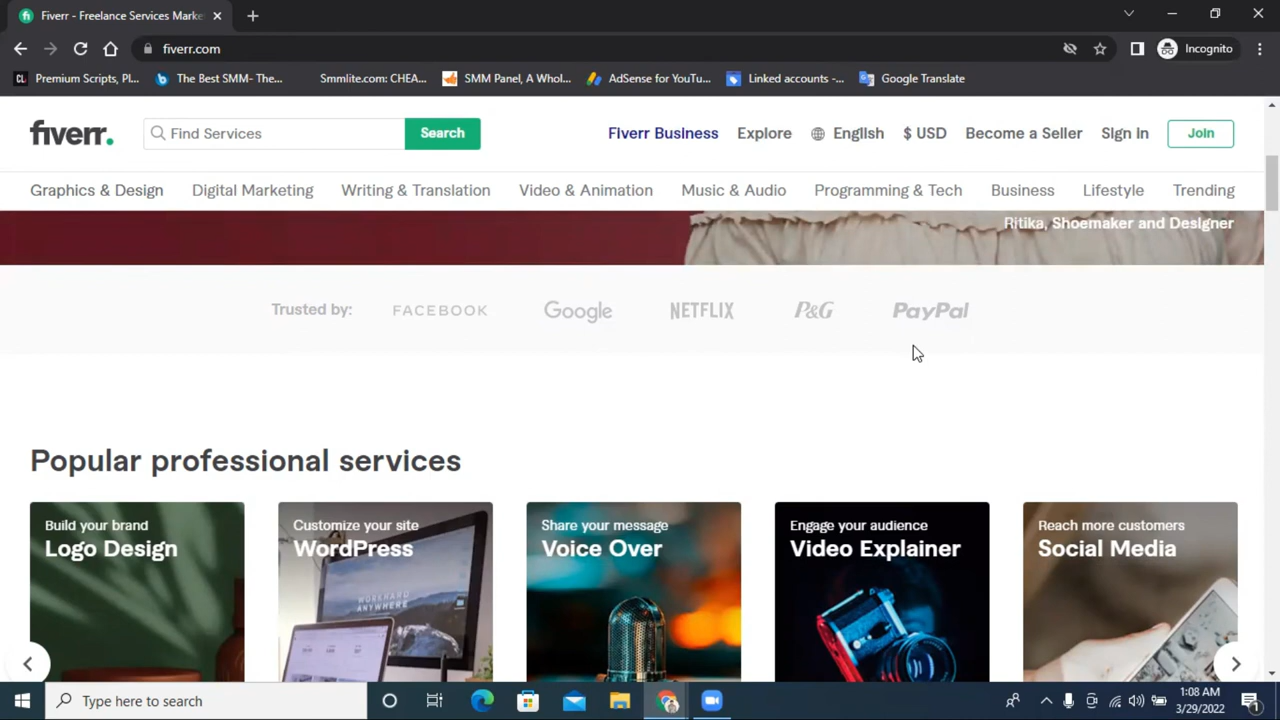 Fiverr - Freelance Services Marke
fiverr.com
Incognito
Premium Scripts, Pl...
The Best SMM- The...
Smmlite.com: CHEA...
SMM Panel, A Whol...
AdSense for YouTu...
Linked accounts -...
Google Translate
fiverr.
Find Services
Search
Fiverr Business
Explore
English
$ USD
Become a Seller
Sign In
Join
Graphics & Design
Digital Marketing
Writing & Translation
Video & Animation
Music & Audio
Programming & Tech
Business
Lifestyle
Trending
Ritika, Shoemaker and Designer
Trusted by:
FACEBOOK
Google
NETFLIX
P&G
PayPal
Popular professional services
Build your brand
Logo Design
Customize your site
WordPress
WORKHARD
ANYWHERE
Share your message
Voice Over
Engage your audience
Video Explainer
Reach more customers
Social Media
Type here to search
1:08 AM
3/29/2022